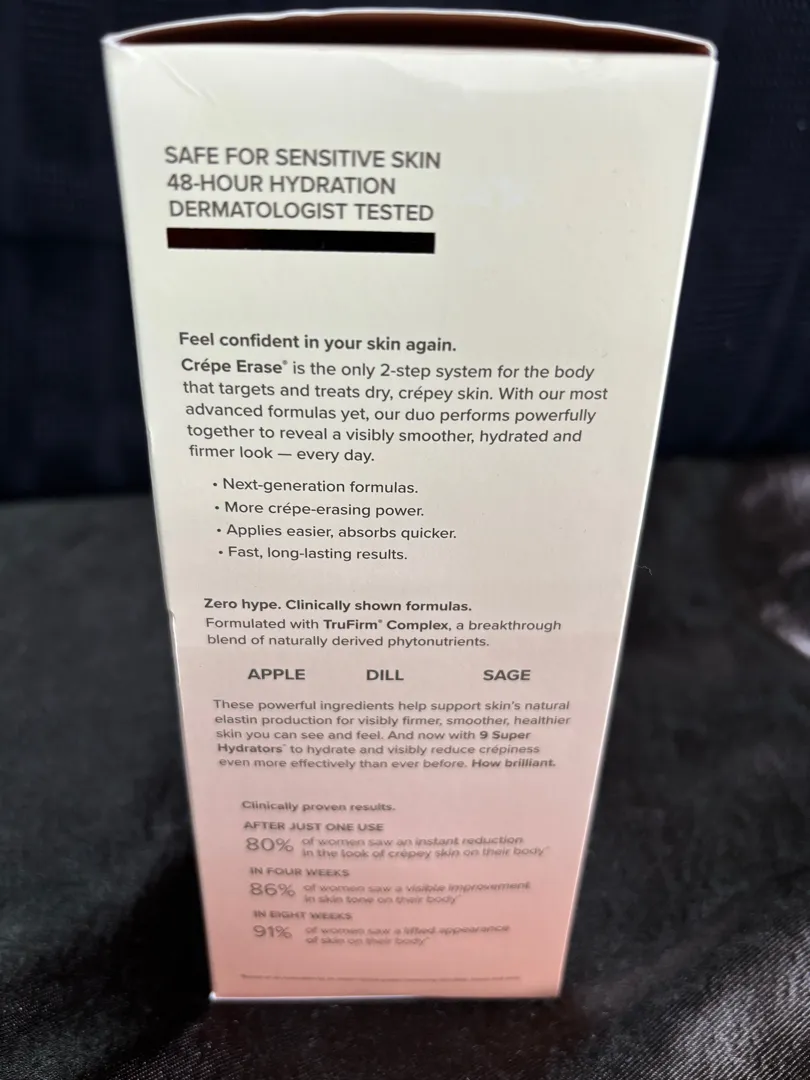 SAFE FOR SENSITIVE SKIN
48-HOUR HYDRATION
DERMATOLOGIST TESTED
Feel confident in your skin again.
Crépe Erase® is the only 2-step system for the body
that targets and treats dry, crépey skin. With our most
advanced formulas yet, our duo performs powerfully
together to reveal a visibly smoother, hydrated and
firmer look — every day.
• Next-generation formulas.
• More crépe-erasing power.
• Applies easier, absorbs quicker.
• Fast, long-lasting results.
Zero hype. Clinically shown formulas.
Formulated with TruFirm® Complex, a breakthrough
blend of naturally derived phytonutrients.
APPLE DILL SAGE
These powerful ingredients help support skin's natural
elastin production for visibly firmer, smoother, healthier
skin you can see and feel. And now with 9 Super
Hydrators* to hydrate and visibly reduce crépiness
even more effectively than ever before. How brilliant.
Clinically proven results.
AFTER JUST ONE USE
80% of women saw an instant reduction
in the look of crépey skin on their body
IN FOUR WEEKS
86% of women saw a visible improvement
in skin tone on their body
IN EIGHT WEEKS
91% of women saw a lifted appearance
of skin on their body